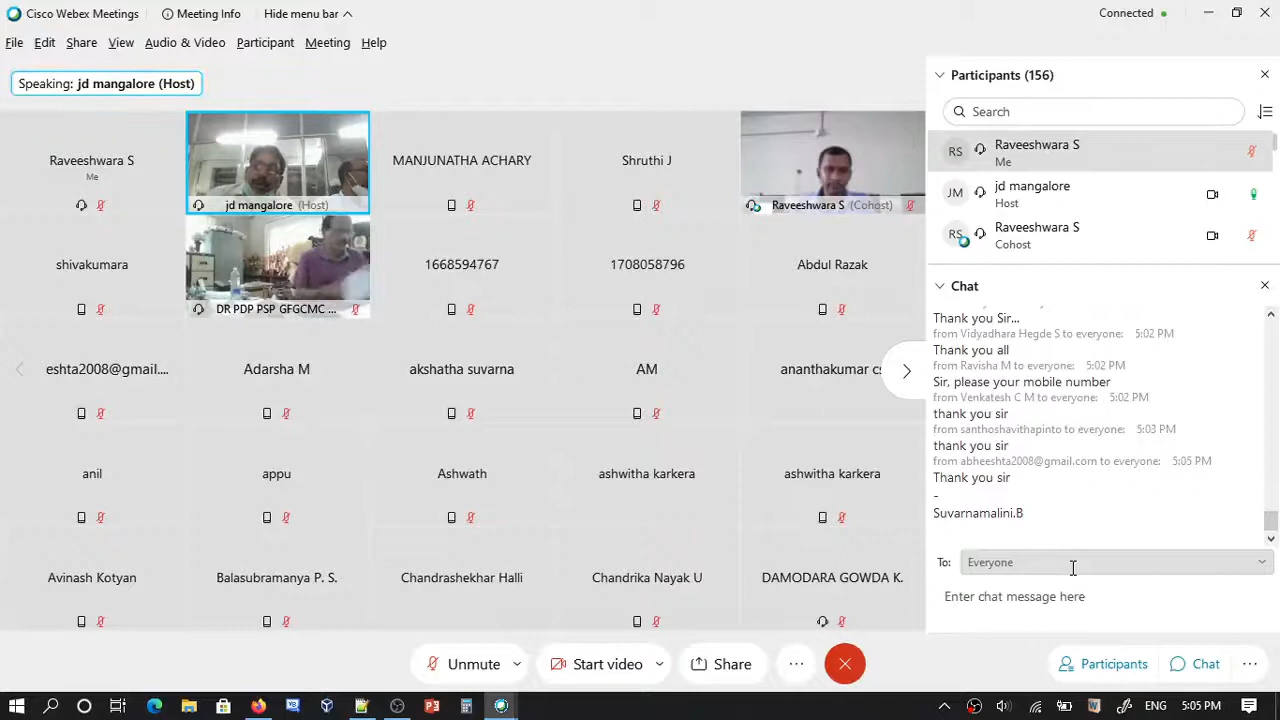 Cisco Webex Meetings
Meeting Info
Hide menu bar
Connected
File Edit Share View Audio & Video Participant Meeting Help
Speaking: jd mangalore (Host)
Raveeshwara S
Me
jd mangalore (Host)
MANJUNATHA ACHARY
Shruthi J
Raveeshwara S (Cohost)
shivakumara
DR PDP PSP GFGCMC ...
1668594767
1708058796
Abdul Razak
eshta2008@gmail....
Adarsha M
akshatha suvarna
AM
ananthakumar cs
anil
appu
Ashwath
ashwitha karkera
ashwitha karkera
Avinash Kotyan
Balasubramanya P. S.
Chandrashekhar Halli
Chandrika Nayak U
DAMODARA GOWDA K.
Participants (156)
Search
RS
Raveeshwara S
Me
JM
jd mangalore
Host
RS
Raveeshwara S
Cohost
Chat
Thank you Sir...
from Vidyadhara Hegde S to everyone: 5:02 PM
Thank you all
from Ravisha M to everyone: 5:02 PM
Sir, please your mobile number
from Venkatesh C M to everyone: 5:02 PM
thank you sir
from santhoshavithapinto to everyone: 5:03 PM
thank you sir
from abheeshta2008@gmail.com to everyone: 5:05 PM
Thank you sir
-
Suvarnamalini.B
To: Everyone
Enter chat message here
Unmute
Start video
Share
Participants
Chat
ENG 5:05 PM